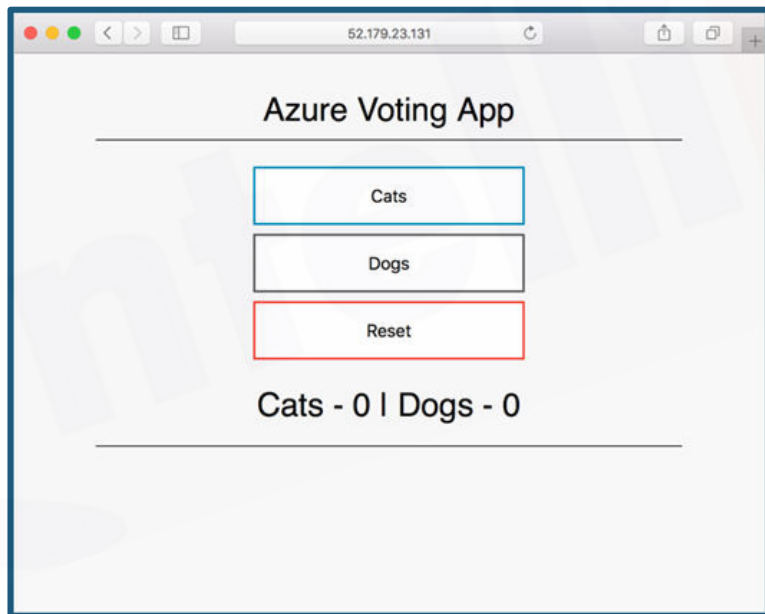 52.179.23.131
Azure Voting App
Cats
Dogs
Reset
Cats - 0 | Dogs - 0